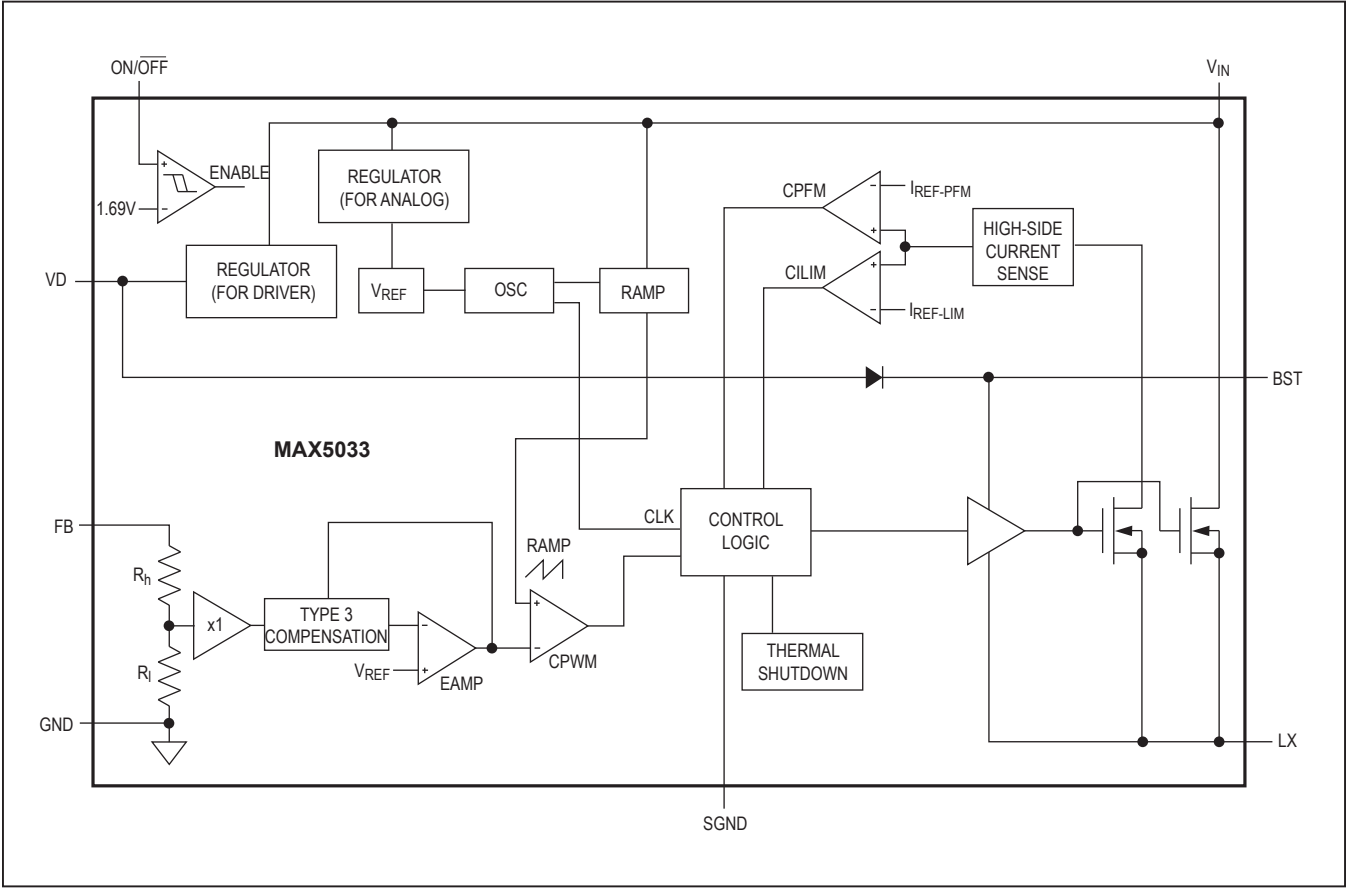 ON/OFF
VIN
ENABLE
1.69V
+
−
REGULATOR
(FOR ANALOG)
CPFM
−
IREF-PFM
+
HIGH-SIDE
CURRENT
SENSE
VD
REGULATOR
(FOR DRIVER)
VREF
OSC
RAMP
CILIM
+
−
IREF-LIM
BST
MAX5033
FB
CLK
CONTROL
LOGIC
RAMP
Rh
x1
TYPE 3
COMPENSATION
−
VREF
+
EAMP
+
−
CPWM
THERMAL
SHUTDOWN
Rl
GND
LX
SGND